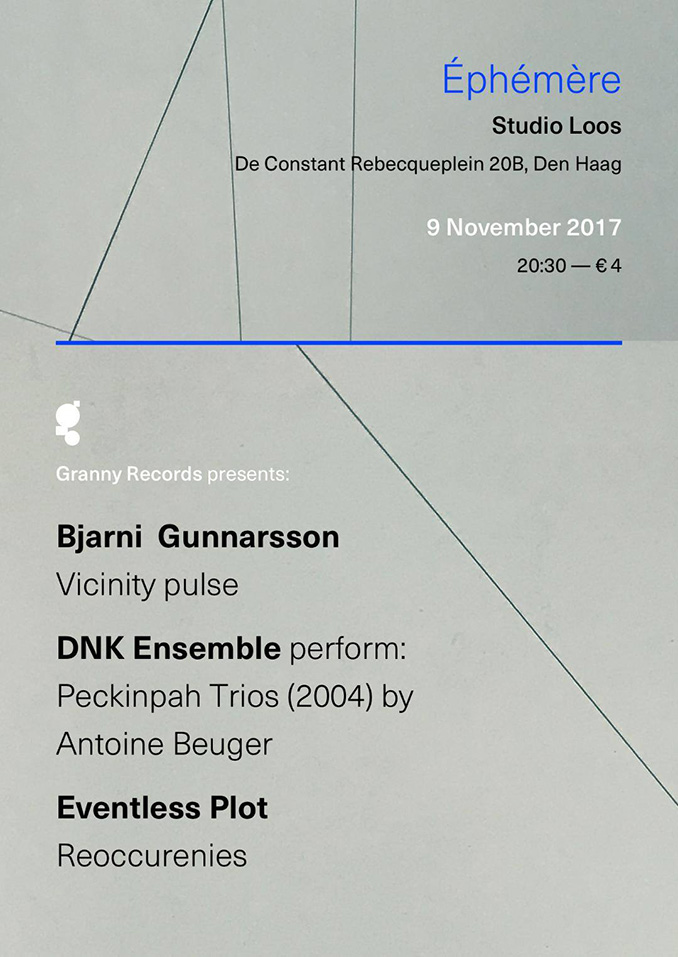 Éphémère
Studio Loos
De Constant Rebecqueplein 20B, Den Haag
9 November 2017
20:30 — € 4
Granny Records presents:
Bjarni Gunnarsson
Vicinity pulse
DNK Ensemble perform:
Peckinpah Trios (2004) by
Antoine Beuger
Eventless Plot
Reoccurenies